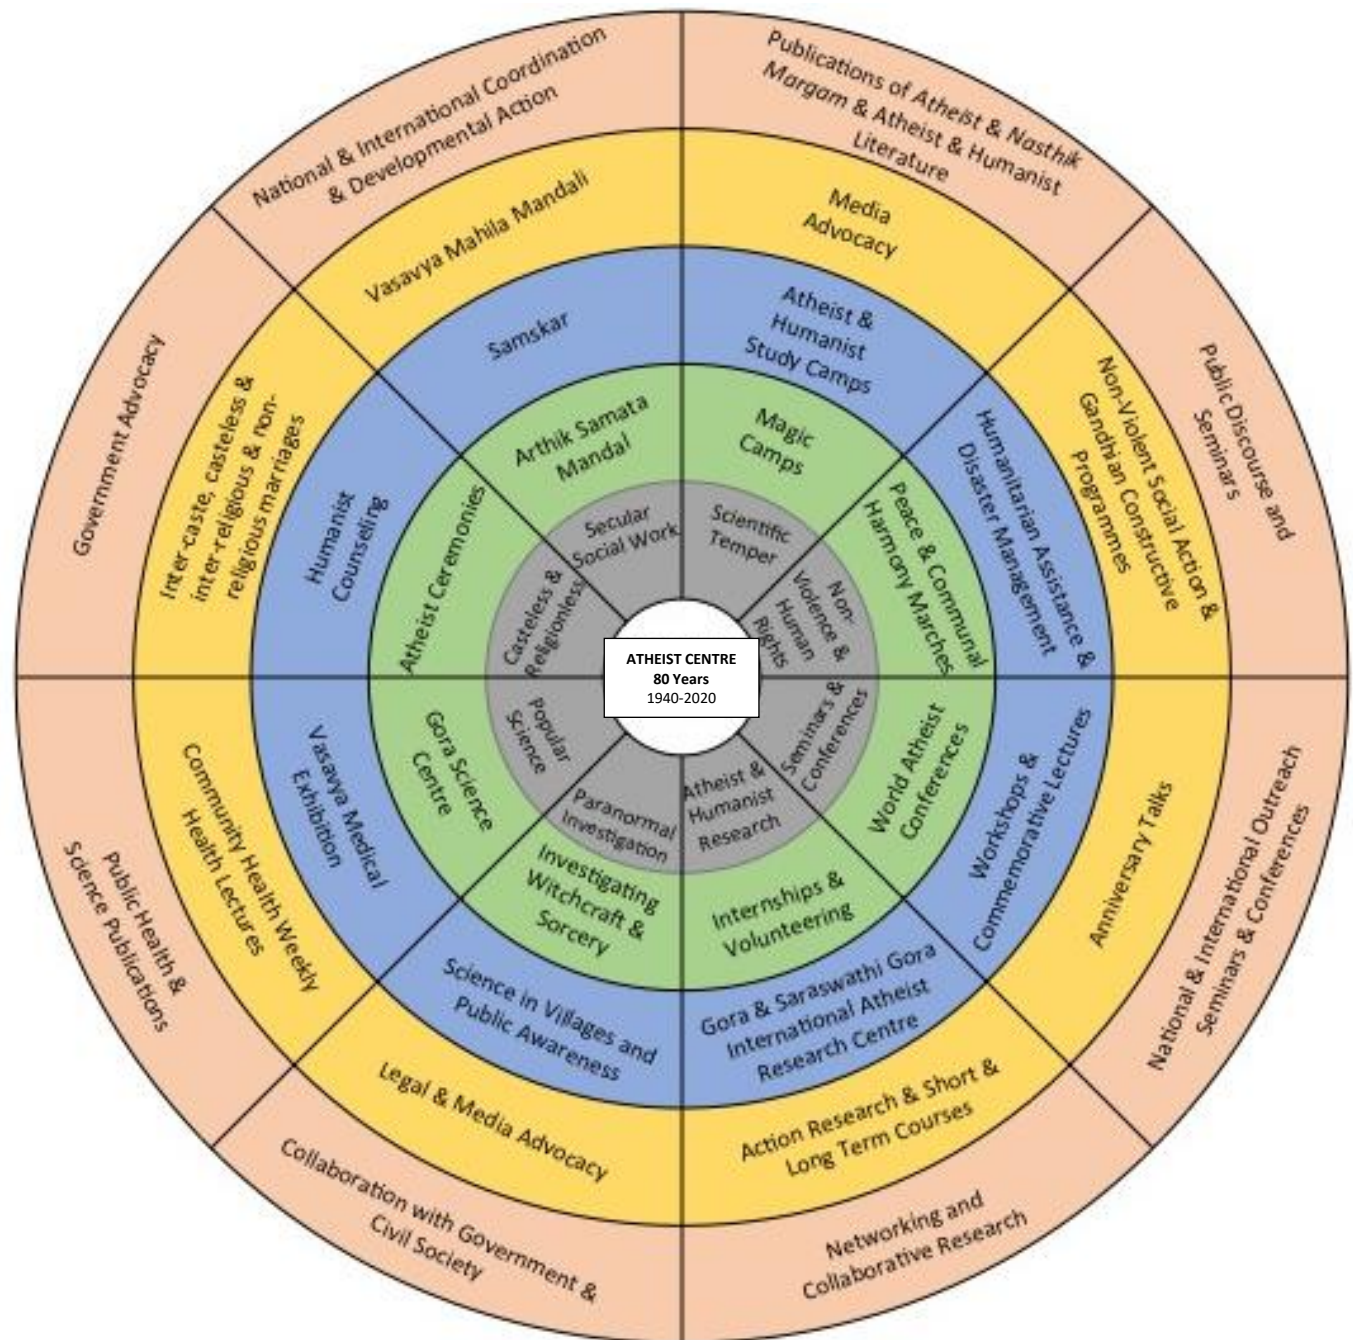 ATHEIST CENTRE
80 Years
1940-2020
Scientific
Temper
Magic
Camps
Atheist &
Humanist
Study Camps
Media
Advocacy
Publications of Atheist & Nasthik
Margam & Atheist & Humanist
Literature
Non-
Violence &
Human
Rights
Peace & Communal
Harmony Marches
Humanitarian Assistance &
Disaster Management
Non-Violent Social Action &
Gandhian Constructive
Programmes
Public Discourse and
Seminars
Seminars &
Conferences
World Atheist
Conferences
Workshops &
Commemorative Lectures
Anniversary Talks
National & International Outreach
Seminars & Conferences
Atheist &
Humanist
Research
Internships &
Volunteering
Gora & Saraswathi Gora
International Atheist
Research Centre
Action Research & Short &
Long Term Courses
Networking and
Collaborative Research
Paranormal
Investigation
Investigating
Witchcraft &
Sorcery
Science in Villages and
Public Awareness
Legal & Media Advocacy
Collaboration with Government &
Civil Society
Popular
Science
Gora Science
Centre
Vasavya Medical
Exhibition
Community Health Weekly
Health Lectures
Public Health &
Science Publications
Casteless &
Religionless
Atheist Ceremonies
Humanist
Counseling
Inter-caste, casteless &
inter-religious & non-
religious marriages
Government Advocacy
Secular
Social Work
Arthik Samata
Mandal
Samskar
Vasavya Mahila Mandali
National & International Coordination
& Developmental Action